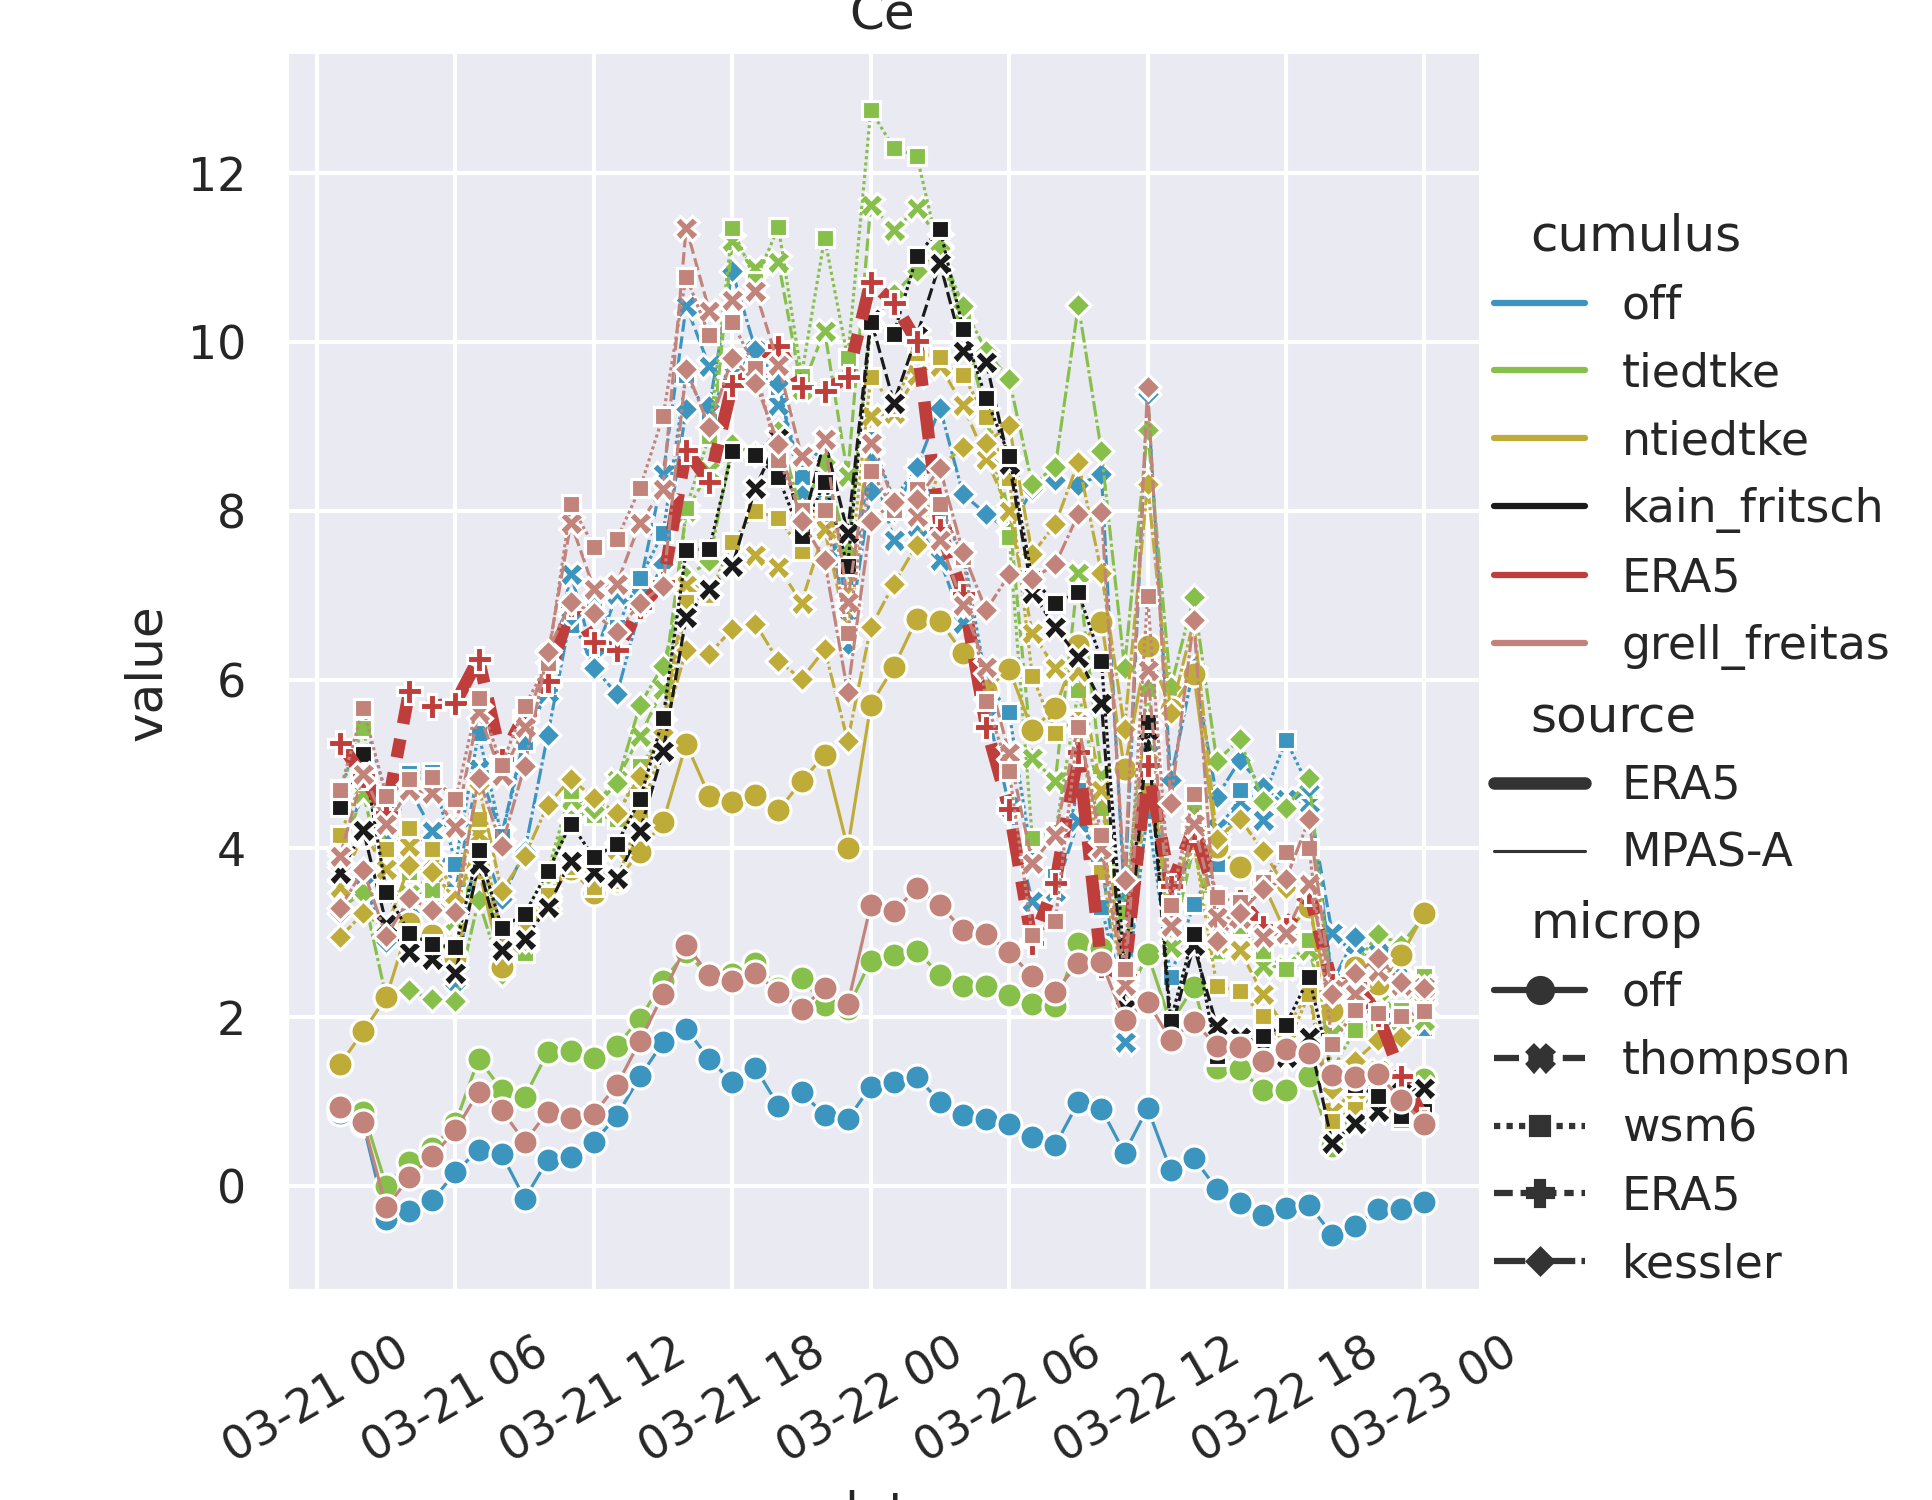 Ce
12
10
8
6
4
2
0
value
03-21 00
03-21 06
03-21 12
03-21 18
03-22 00
03-22 06
03-22 12
03-22 18
03-23 00
cumulus
off
tiedtke
ntiedtke
kain_fritsch
ERA5
grell_freitas
source
ERA5
MPAS-A
microp
off
thompson
wsm6
ERA5
kessler